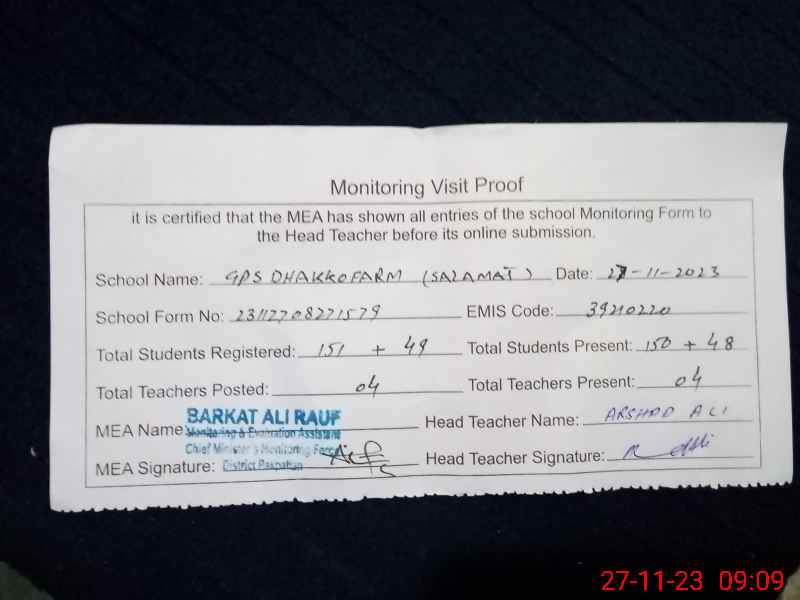 Monitoring Visit Proof
it is certified that the MEA has shown all entries of the school Monitoring Form to
the Head Teacher before its online submission.
School Name: GPS DHAKKOFARM (SALAMAT) Date: 27-11-2023
School Form No: 23112708271579 EMIS Code: 39210220
Total Students Registered: 151 + 49 Total Students Present: 150 + 48
Total Teachers Posted: 04 Total Teachers Present: 04
MEA Name BARKAT ALI RAUF Head Teacher Name: ARSHAD ALI
Monitoring & Evaluation Assistant
Chief Minister's Monitoring Force
MEA Signature: District Pakpattan Head Teacher Signature:
27-11-23 09:09